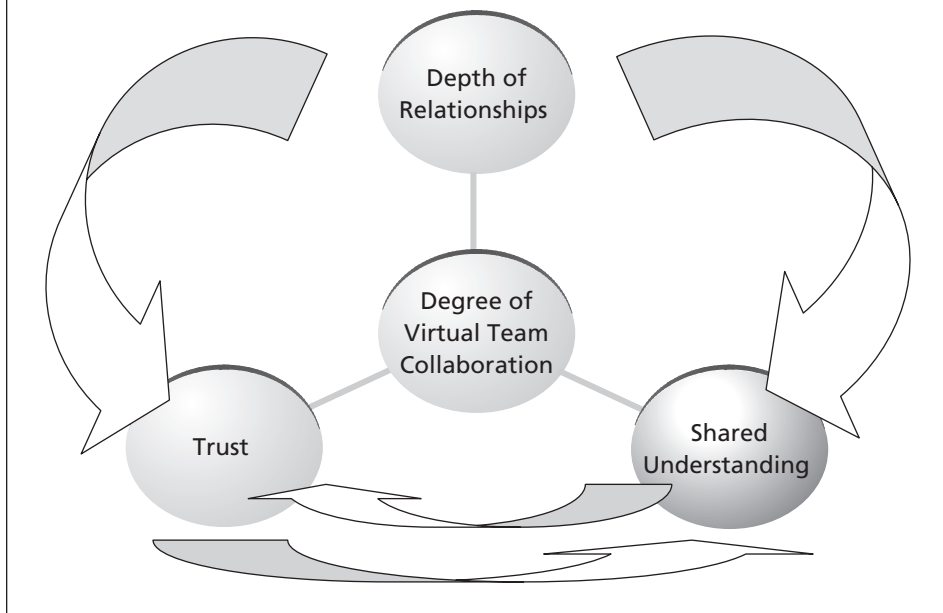 Depth of
Relationships
Degree of
Virtual Team
Collaboration
Trust
Shared
Understanding